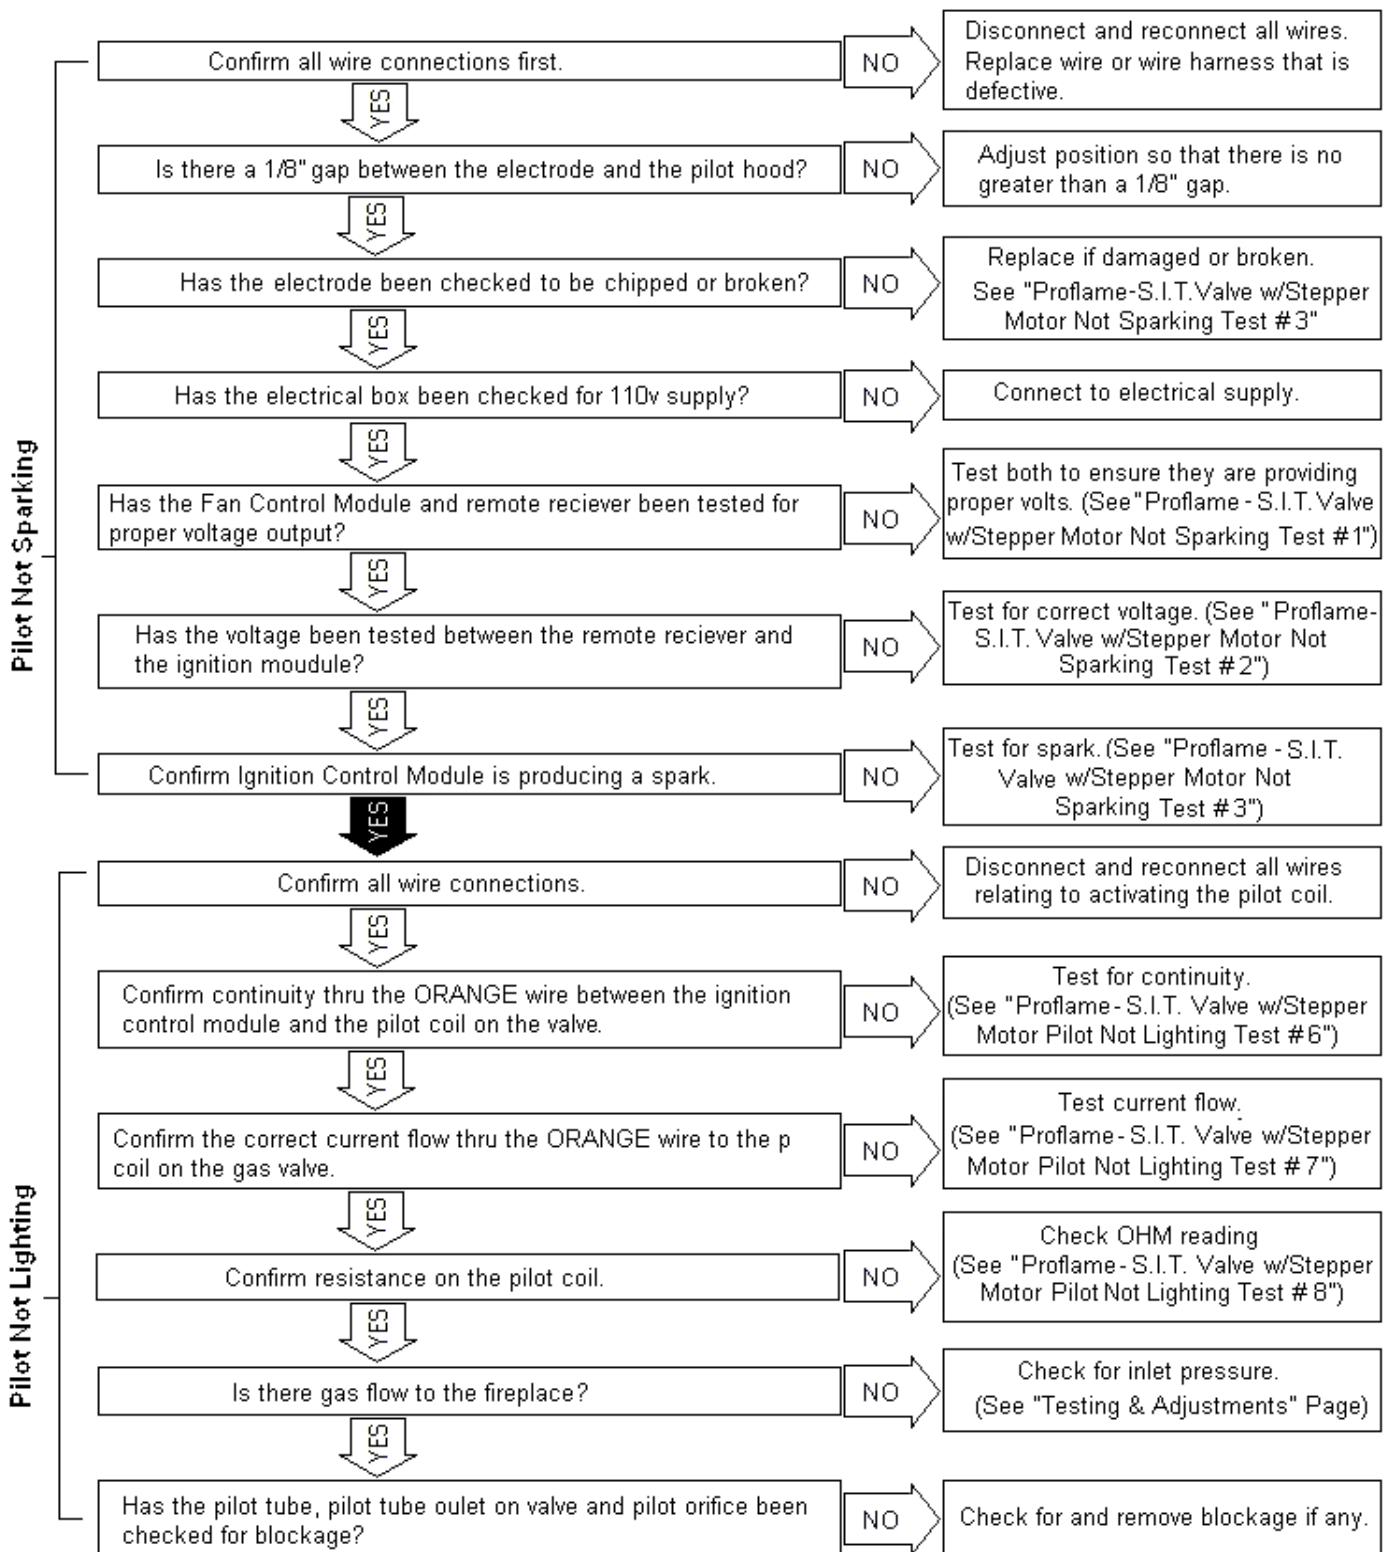 Pilot Not Sparking
Confirm all wire connections first.
NO
Disconnect and reconnect all wires.
Replace wire or wire harness that is
defective.
YES
Is there a 1/8" gap between the electrode and the pilot hood?
NO
Adjust position so that there is no
greater than a 1/8" gap.
YES
Has the electrode been checked to be chipped or broken?
NO
Replace if damaged or broken.
See "Proflame-S.I.T.Valve w/Stepper
Motor Not Sparking Test #3"
YES
Has the electrical box been checked for 110v supply?
NO
Connect to electrical supply.
YES
Has the Fan Control Module and remote reciever been tested for
proper voltage output?
NO
Test both to ensure they are providing
proper volts. (See "Proflame - S.I.T. Valve
w/Stepper Motor Not Sparking Test #1")
YES
Has the voltage been tested between the remote reciever and
the ignition moudule?
NO
Test for correct voltage. (See " Proflame-
S.I.T. Valve w/Stepper Motor Not
Sparking Test #2")
YES
Confirm Ignition Control Module is producing a spark.
NO
Test for spark. (See "Proflame - S.I.T.
Valve w/Stepper Motor Not
Sparking Test #3")
YES
Pilot Not Lighting
Confirm all wire connections.
NO
Disconnect and reconnect all wires
relating to activating the pilot coil.
YES
Confirm continuity thru the ORANGE wire between the ignition
control module and the pilot coil on the valve.
NO
Test for continuity.
(See "Proflame- S.I.T. Valve w/Stepper
Motor Pilot Not Lighting Test #6")
YES
Confirm the correct current flow thru the ORANGE wire to the p
coil on the gas valve.
NO
Test current flow.
(See "Proflame- S.I.T. Valve w/Stepper
Motor Pilot Not Lighting Test #7")
YES
Confirm resistance on the pilot coil.
NO
Check OHM reading
(See "Proflame- S.I.T. Valve w/Stepper
Motor Pilot Not Lighting Test #8")
YES
Is there gas flow to the fireplace?
NO
Check for inlet pressure.
(See "Testing & Adjustments" Page)
YES
Has the pilot tube, pilot tube oulet on valve and pilot orifice been
checked for blockage?
NO
Check for and remove blockage if any.